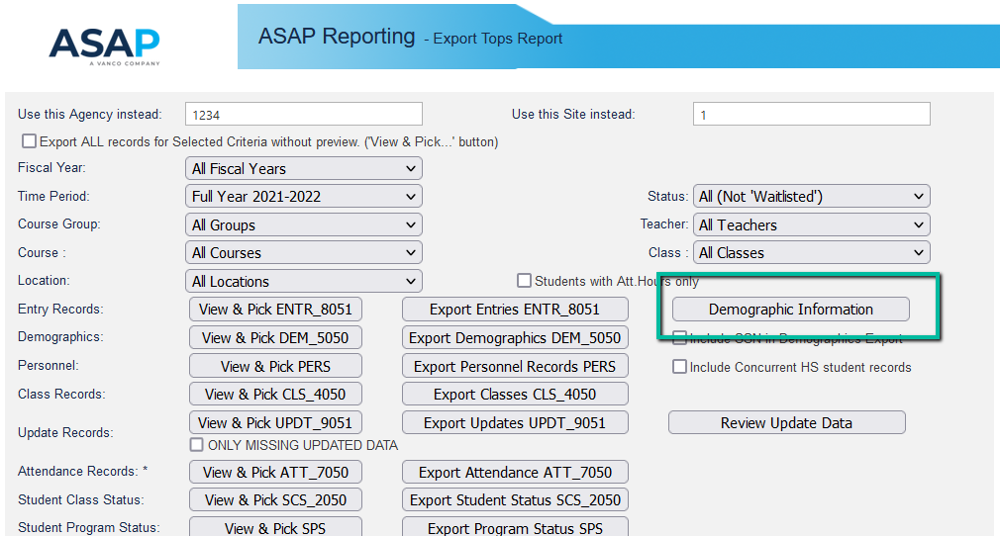 ASAP
A VANCO COMPANY
ASAP Reporting - Export Tops Report
Use this Agency instead: 1234 Use this Site instead: 1
Export ALL records for Selected Criteria without preview. ('View & Pick...' button)
Fiscal Year: All Fiscal Years
Time Period: Full Year 2021-2022 Status: All (Not 'Waitlisted')
Course Group: All Groups Teacher: All Teachers
Course : All Courses Class : All Classes
Location: All Locations Students with Att.Hours only
Entry Records: View & Pick ENTR_8051 Export Entries ENTR_8051 Demographic Information
Demographics: View & Pick DEM_5050 Export Demographics DEM_5050 Include SSN in Demographics Export
Personnel: View & Pick PERS Export Personnel Records PERS Include Concurrent HS student records
Class Records: View & Pick CLS_4050 Export Classes CLS_4050
Update Records: View & Pick UPDT_9051 Export Updates UPDT_9051 Review Update Data
ONLY MISSING UPDATED DATA
Attendance Records: * View & Pick ATT_7050 Export Attendance ATT_7050
Student Class Status: View & Pick SCS_2050 Export Student Status SCS_2050
Student Program Status: View & Pick SPS Export Program Status SPS